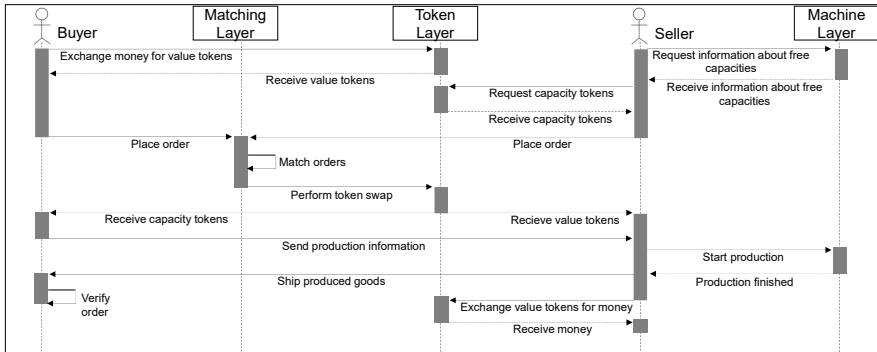 Buyer
Matching
Layer
Token
Layer
Seller
Machine
Layer
Exchange money for value tokens
Request information about free
capacities
Receive value tokens
Receive information about free
capacities
Request capacity tokens
Receive capacity tokens
Place order
Place order
Match orders
Perform token swap
Receive capacity tokens
Recieve value tokens
Send production information
Start production
Ship produced goods
Production finished
Verify
order
Exchange value tokens for money
Receive money